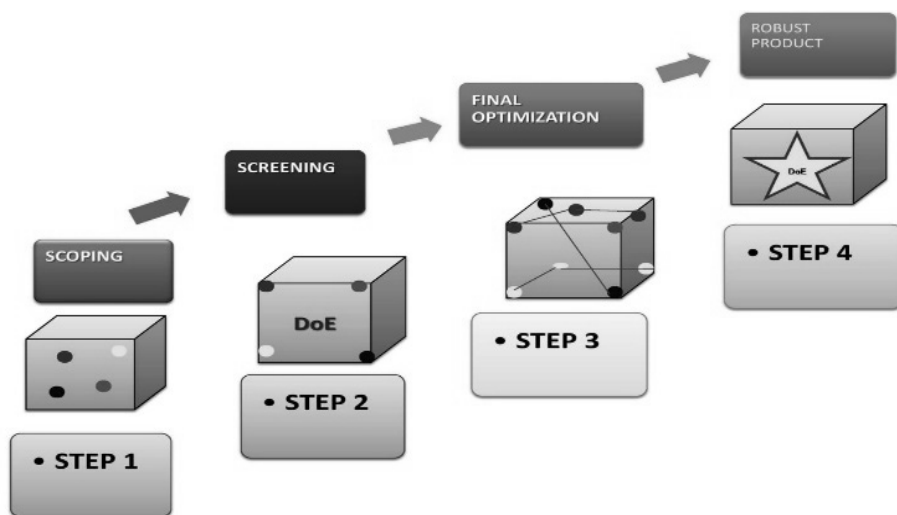 SCOPING
• STEP 1
SCREENING
DoE
• STEP 2
FINAL
OPTIMIZATION
• STEP 3
ROBUST
PRODUCT
DoE
• STEP 4